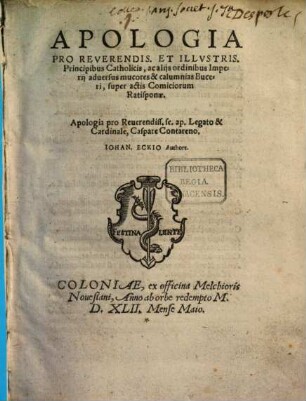 APOLOGIA
PRO REVERENDIS. ET ILLVSTRIS.
Principibus Catholicis, ac alijs ordinibus Impe-
rij aduersus mucores & calumnias Buce-
ri, super actis Comiciorum
Ratisponæ.
Apologia pro Reuerendiss. se. ap. Legato &
Cardinale, Caspare Contareno.
IOHAN. ECKIO Authore.
BIBLIOTHECA
REGIA
MONACENSIS.
FESTINA LENTE
COLONIAE, ex officina Melchioris
Nouesiani, Anno ab orbe redempto M.
D. XLII. Mense Maio.